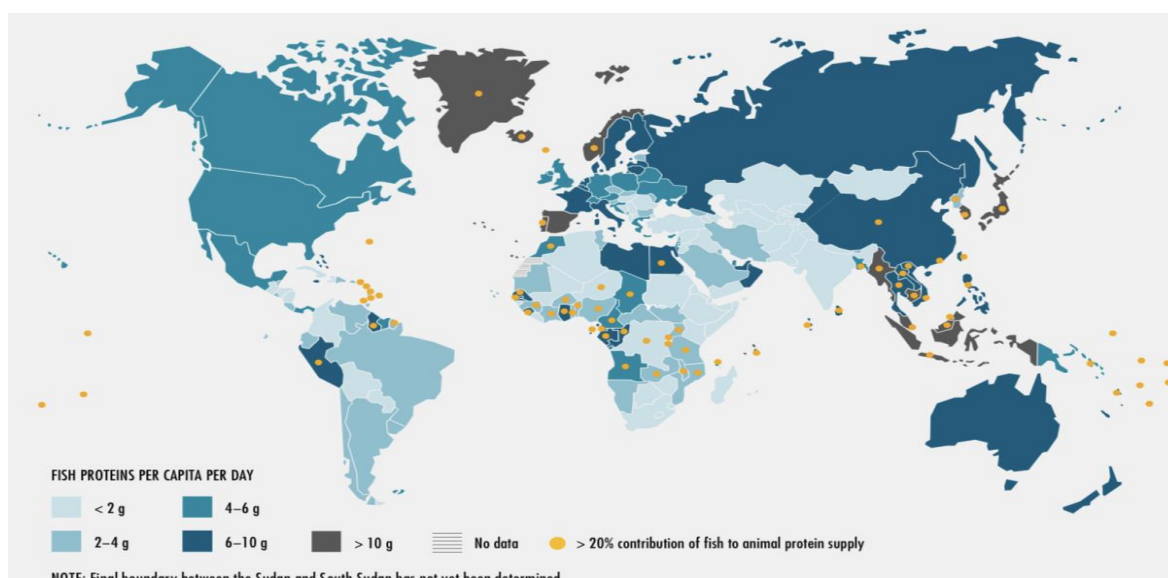 FISH PROTEINS PER CAPITA PER DAY
< 2 g
4–6 g
2–4 g
6–10 g
> 10 g
No data
> 20% contribution of fish to animal protein supply
NOTE: Final boundary between the Sudan and South Sudan has not yet been determined